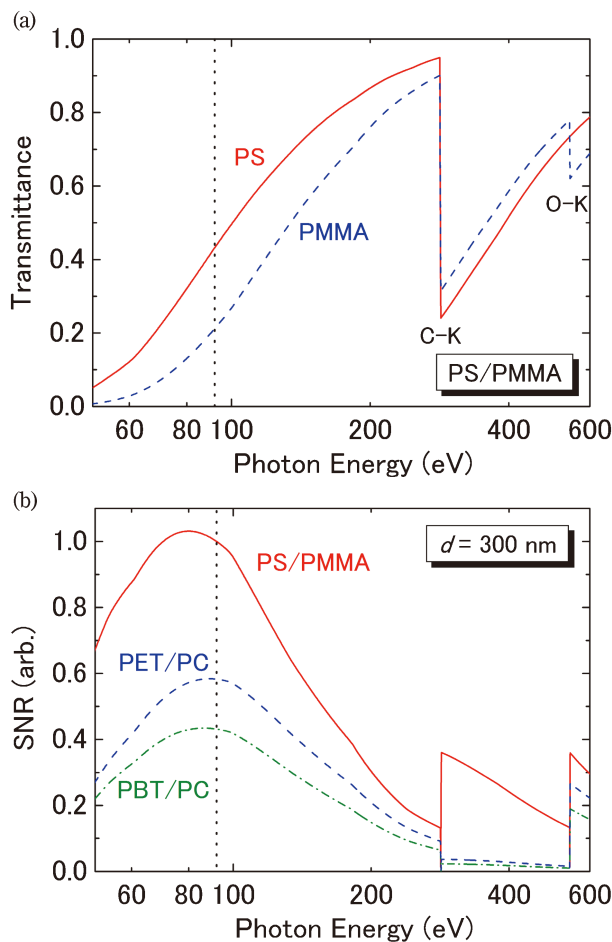 (a)
1.0
0.8
0.6
0.4
0.2
0.0
Transmittance
PS
PMMA
O-K
C-K
PS/PMMA
60 80 100 200 400 600
Photon Energy (eV)
(b)
1.0
0.8
0.6
0.4
0.2
0.0
SNR (arb.)
d = 300 nm
PS/PMMA
PET/PC
PBT/PC
60 80 100 200 400 600
Photon Energy (eV)